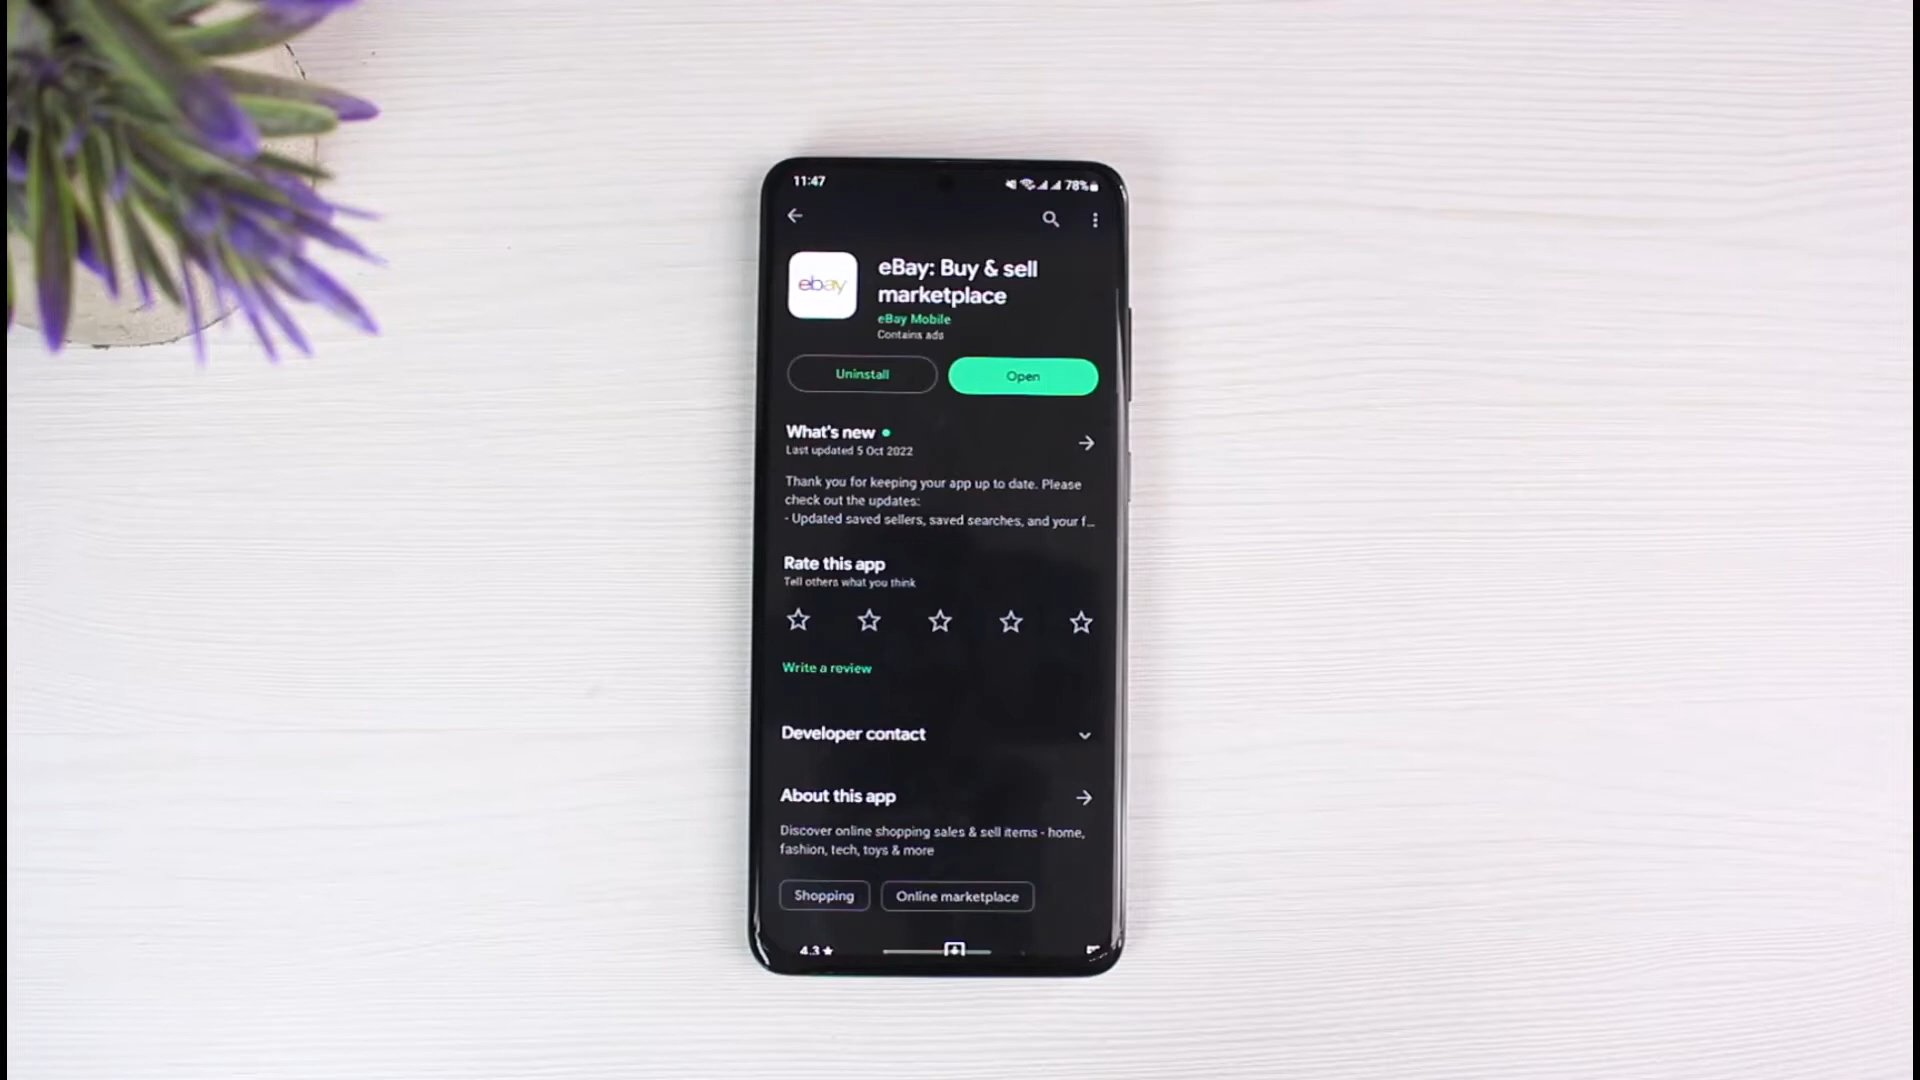 11:47
78%
eBay: Buy & sell
marketplace
ebay
eBay Mobile
Contains ads
Uninstall
Open
What's new
Last updated 5 Oct 2022
Thank you for keeping your app up to date. Please
check out the updates:
- Updated saved sellers, saved searches, and your f...
Rate this app
Tell others what you think
Write a review
Developer contact
About this app
Discover online shopping sales & sell items - home,
fashion, tech, toys & more
Shopping
Online marketplace
4.3★